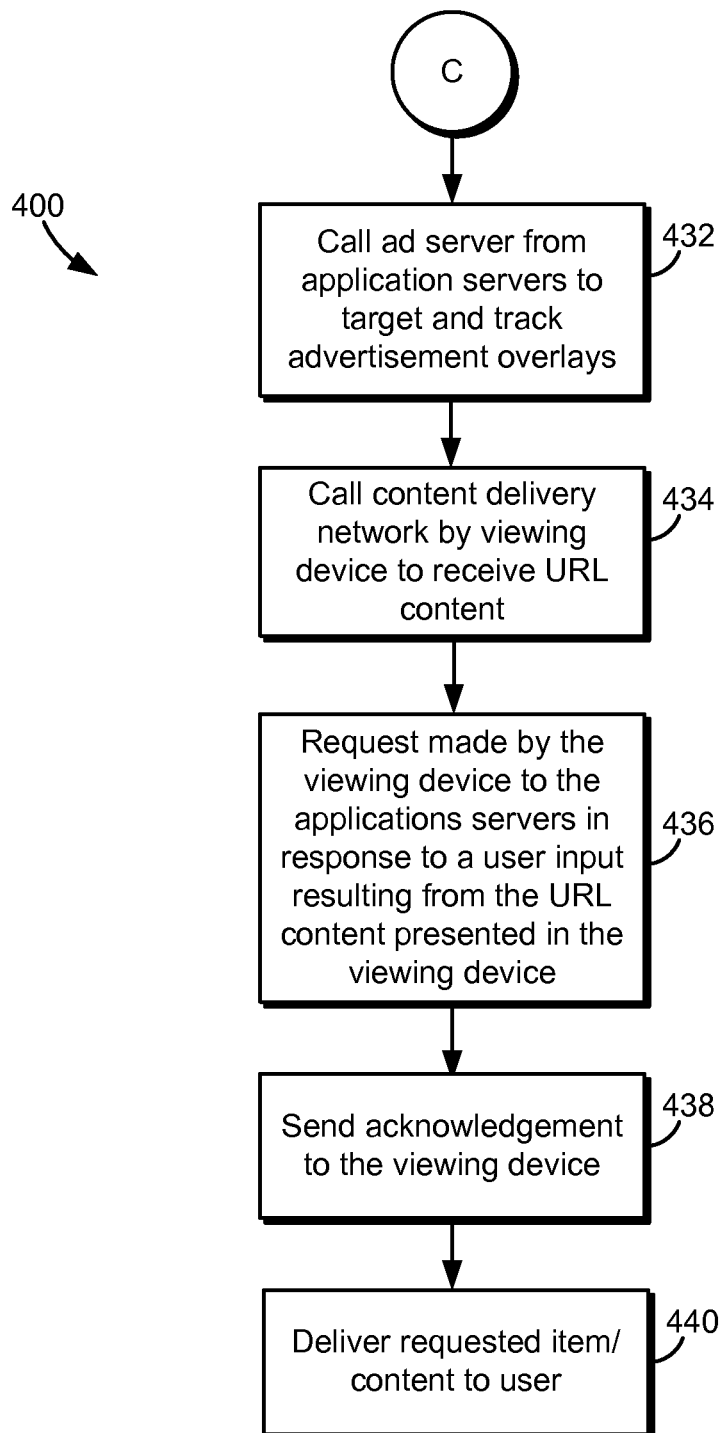 C
400
Call ad server from
application servers to
target and track
advertisement overlays
432
Call content delivery
network by viewing
device to receive URL
content
434
Request made by the
viewing device to the
applications servers in
response to a user input
resulting from the URL
content presented in the
viewing device
436
Send acknowledgement
to the viewing device
438
Deliver requested item/
content to user
440